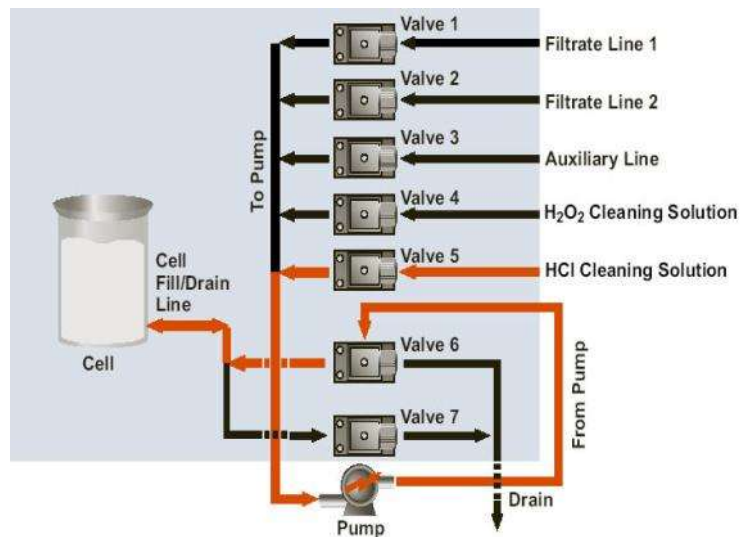 Valve 1
Filtrate Line 1
Valve 2
Filtrate Line 2
Valve 3
Auxiliary Line
To Pump
Valve 4
H₂O₂ Cleaning Solution
Valve 5
HCl Cleaning Solution
Cell
Fill/Drain
Line
Cell
Valve 6
From Pump
Valve 7
Drain
Pump